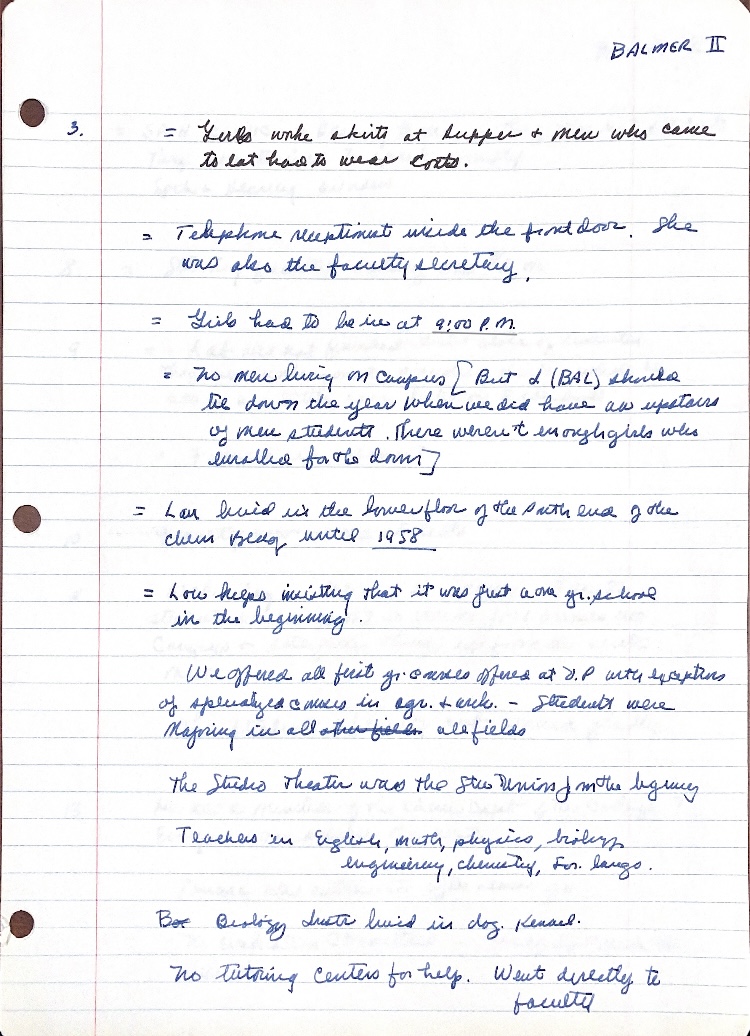 BALMER II
3. = Girls wore skirts at supper + men who came
to eat had to wear coats.
= Telephone receptionist inside the front door. She
was also the faculty secretary.
= Girls had to be in at 9:00 P.M.
= No men living on campus [But I (BAL) should
tie down the year when we did have an upstairs
of men students. There weren't enough girls who
enrolled for the dorm]
= Lou lived in the lower floor of the south end of the
Chem Bldg until 1958
= Lou keeps insisting that it was just a one yr. school
in the beginning.
We offered all first yr. courses offered at U.P with exceptions
of specialized courses in agr. + arch. - Students were
Majoring in all other fields all fields
The Studio Theater was the Stu Union from the beginning
Teachers in English, math, physics, biology,
engineering, chemistry, For. langs.
Biology Instr lived in dog. Kennel.
No tutoring centers for help. Went directly to
faculty